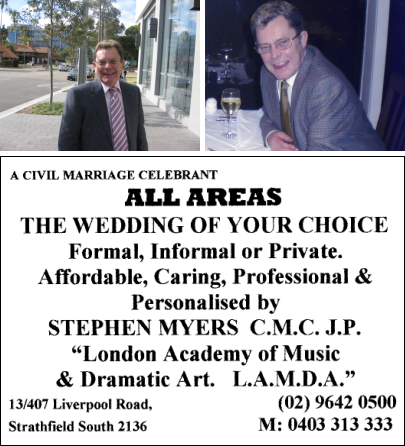 A CIVIL MARRIAGE CELEBRANT
ALL AREAS
THE WEDDING OF YOUR CHOICE
Formal, Informal or Private.
Affordable, Caring, Professional &
Personalised by
STEPHEN MYERS C.M.C. J.P.
“London Academy of Music
& Dramatic Art. L.A.M.D.A.”
13/407 Liverpool Road, (02) 9642 0500
Strathfield South 2136 M: 0403 313 333